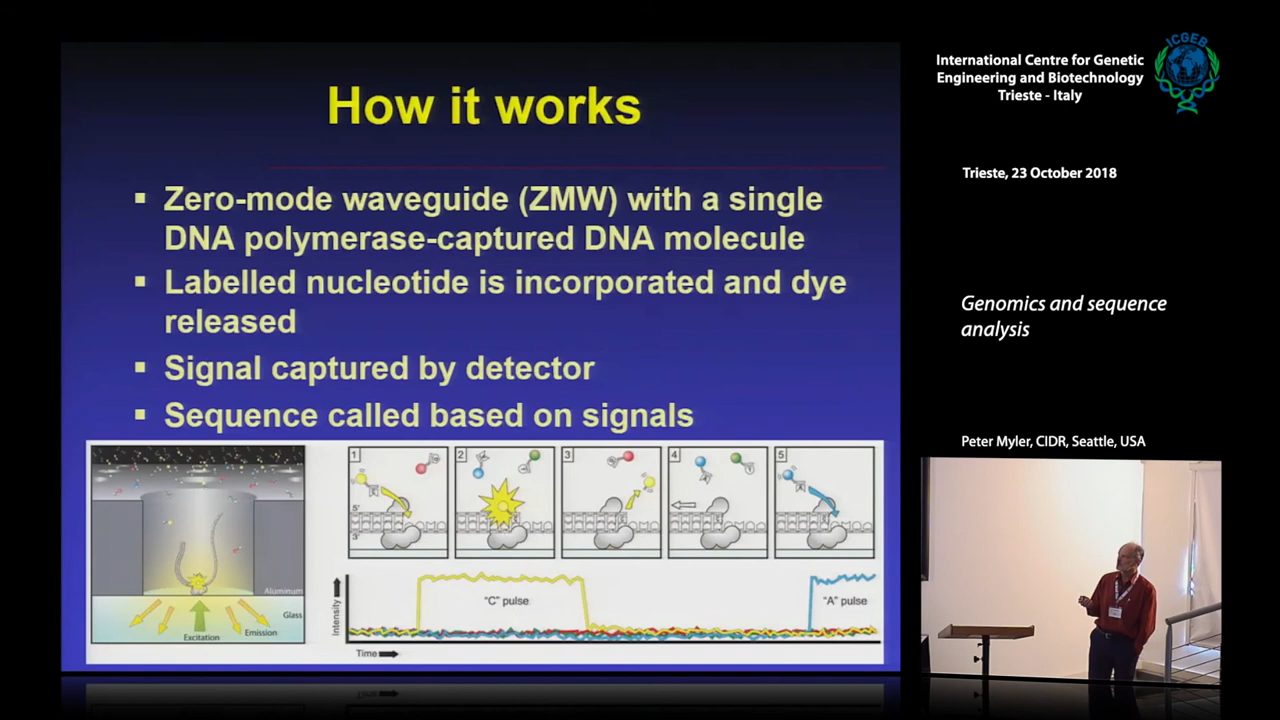 How it works
Zero-mode waveguide (ZMW) with a single
DNA polymerase-captured DNA molecule
Labelled nucleotide is incorporated and dye
released
Signal captured by detector
Sequence called based on signals
Aluminum
Glass
Excitation
Emission
1
2
3
4
5
5'
3'
Intensity
"C" pulse
"A" pulse
Time
ICGEB
International Centre for Genetic
Engineering and Biotechnology
Trieste - Italy
Trieste, 23 October 2018
Genomics and sequence
analysis
Peter Myler, CIDR, Seattle, USA